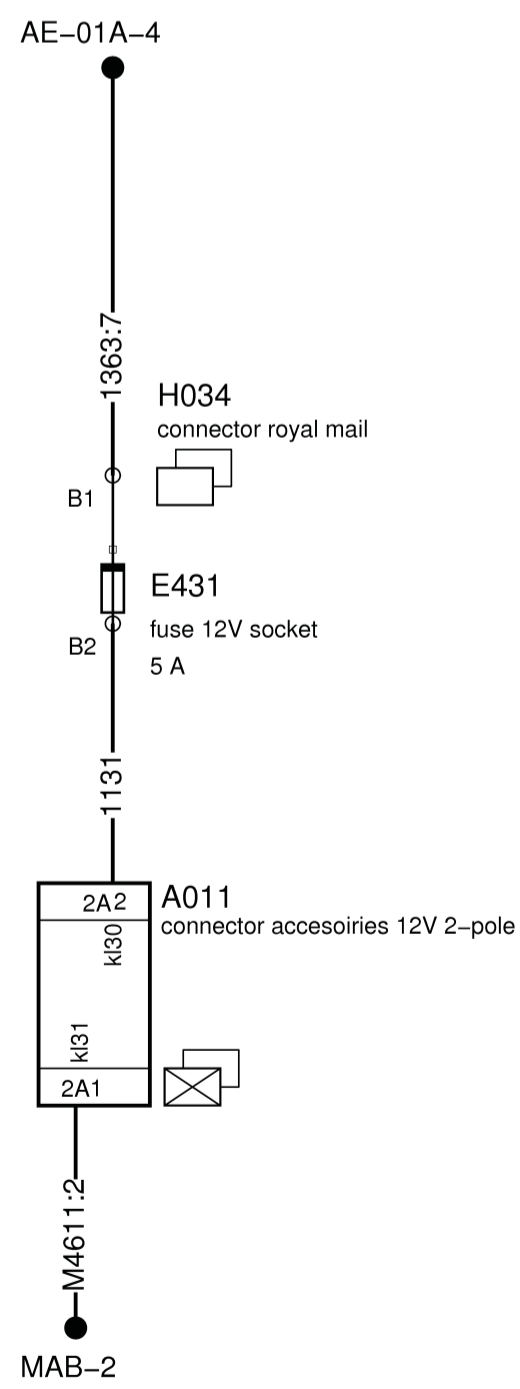 AE−01A−4
1363:7
H034
connector royal mail
B1
E431
fuse 12V socket
B2
5 A
1131
2A2
A011
connector accesoiries 12V 2−pole
kl30
kl31
2A1
M4611:2
MAB−2